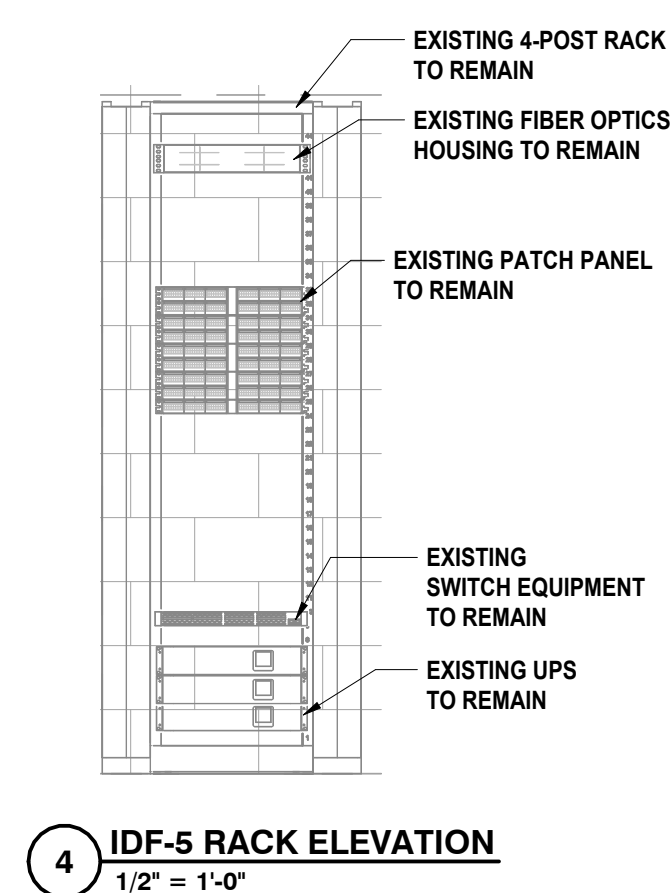 EXISTING 4-POST RACK
TO REMAIN
EXISTING FIBER OPTICS
HOUSING TO REMAIN
EXISTING PATCH PANEL
TO REMAIN
EXISTING
SWITCH EQUIPMENT
TO REMAIN
EXISTING UPS
TO REMAIN
4
IDF-5 RACK ELEVATION
1/2" = 1'-0"